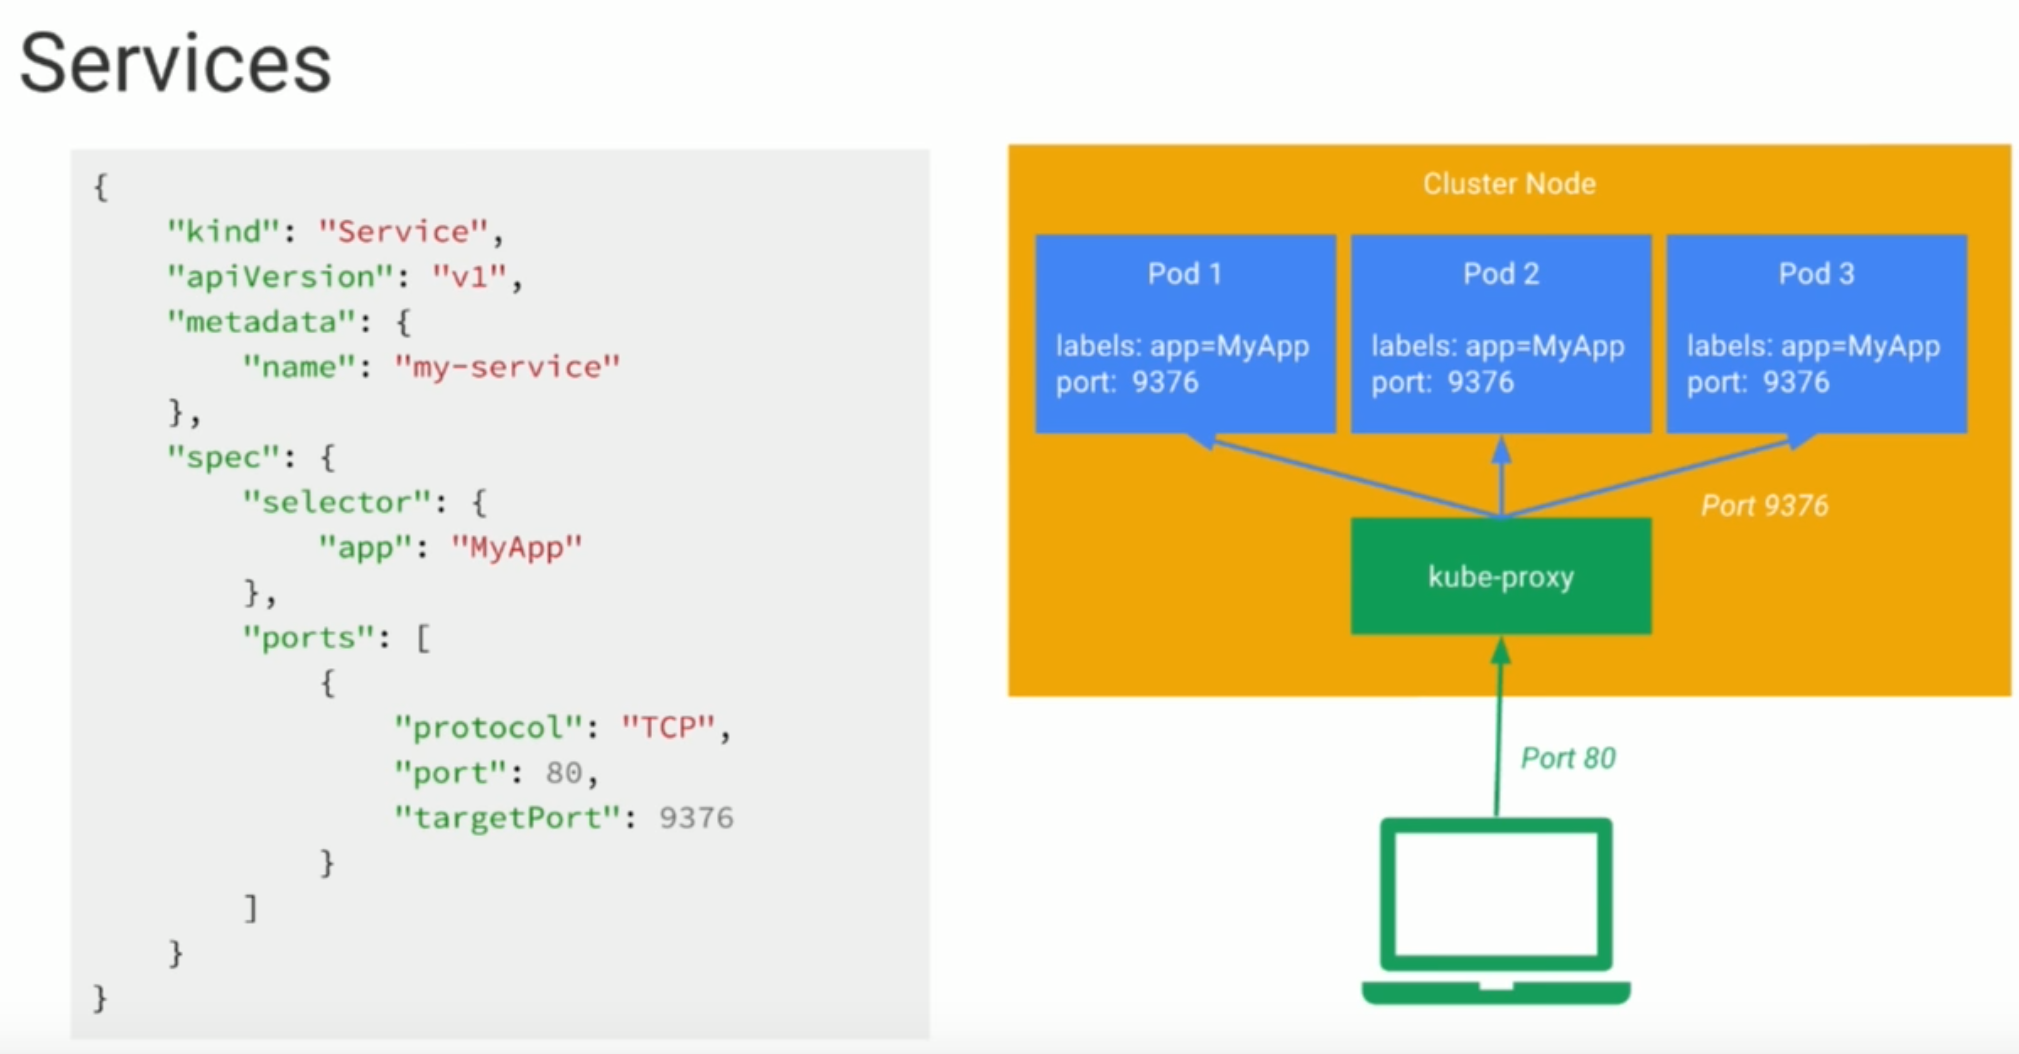 Services
{
    "kind": "Service",
    "apiVersion": "v1",
    "metadata": {
        "name": "my-service"
    },
    "spec": {
        "selector": {
            "app": "MyApp"
        },
        "ports": [
            {
                "protocol": "TCP",
                "port": 80,
                "targetPort": 9376
            }
        ]
    }
}
Cluster Node
Pod 1
labels: app=MyApp
port: 9376
Pod 2
labels: app=MyApp
port: 9376
Pod 3
labels: app=MyApp
port: 9376
Port 9376
kube-proxy
Port 80